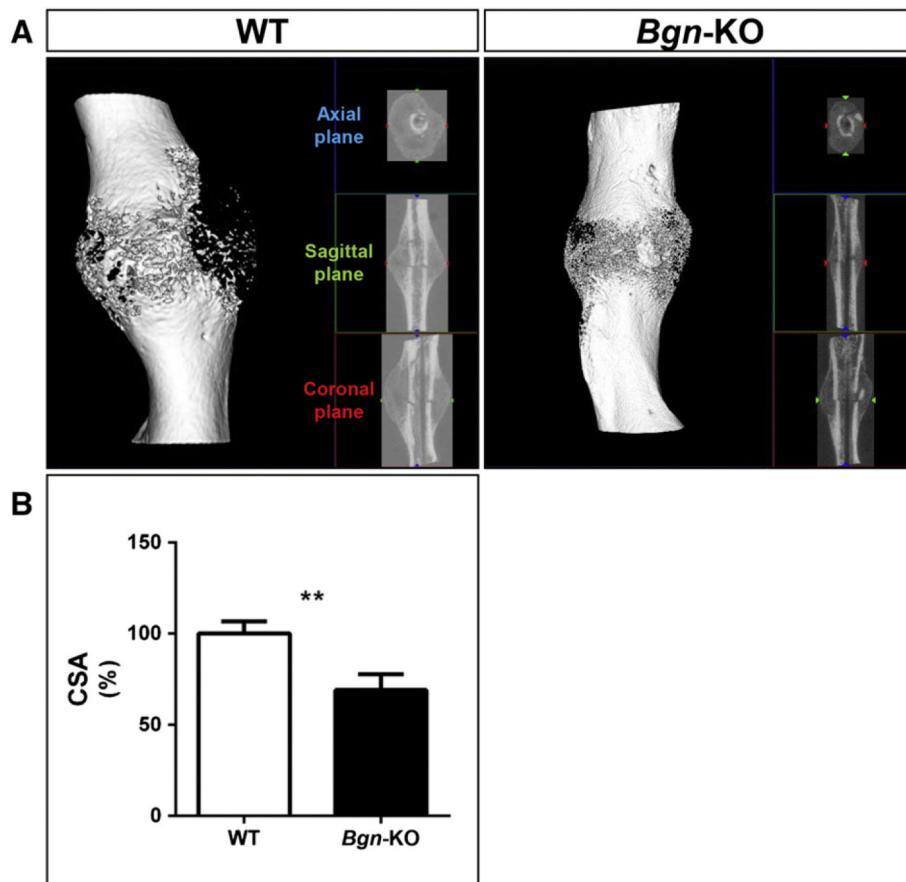 A
WT
Bgn-KO
Axial
plane
Sagittal
plane
Coronal
plane
B
150
100
50
0
CSA
(%)
**
WT
Bgn-KO